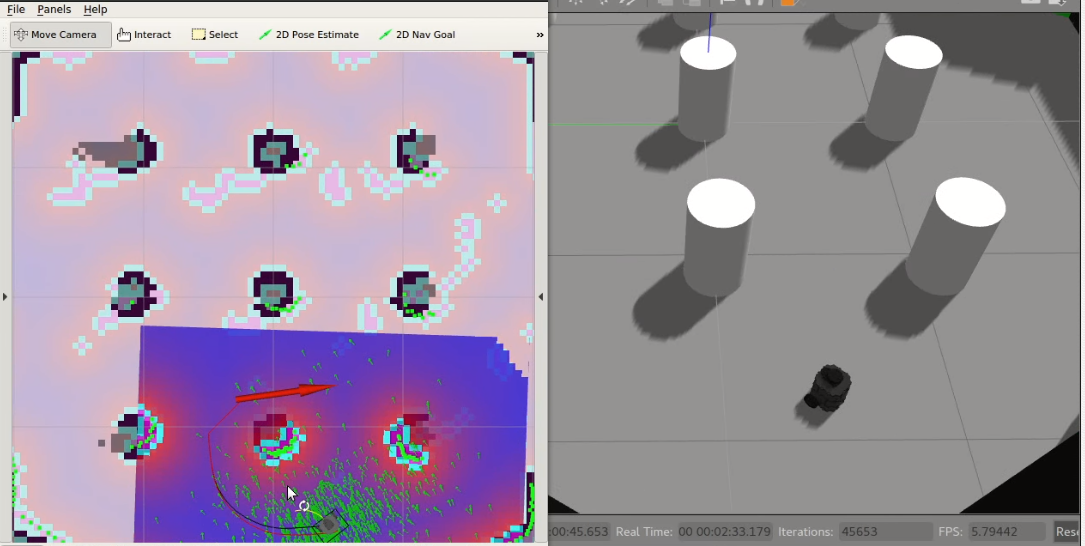 File Panels Help
Move Camera Interact Select 2D Pose Estimate 2D Nav Goal »
:00:45.653 Real Time: 00 00:02:33.179 Iterations: 45653 FPS: 5.79442 Rese